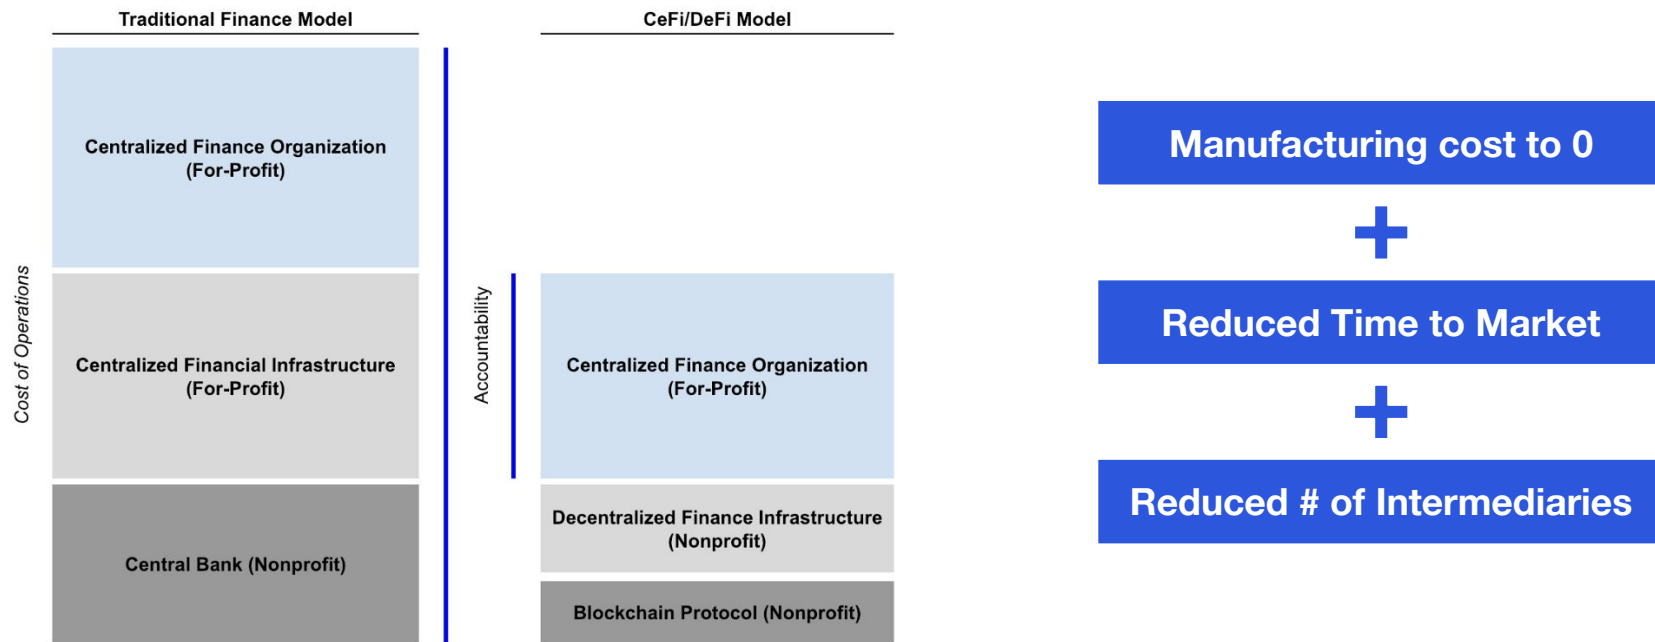 Traditional Finance Model
CeFi/DeFi Model
Cost of Operations
Centralized Finance Organization
(For-Profit)
Centralized Financial Infrastructure
(For-Profit)
Central Bank (Nonprofit)
Accountability
Centralized Finance Organization
(For-Profit)
Decentralized Finance Infrastructure
(Nonprofit)
Blockchain Protocol (Nonprofit)
Manufacturing cost to 0
+
Reduced Time to Market
+
Reduced # of Intermediaries